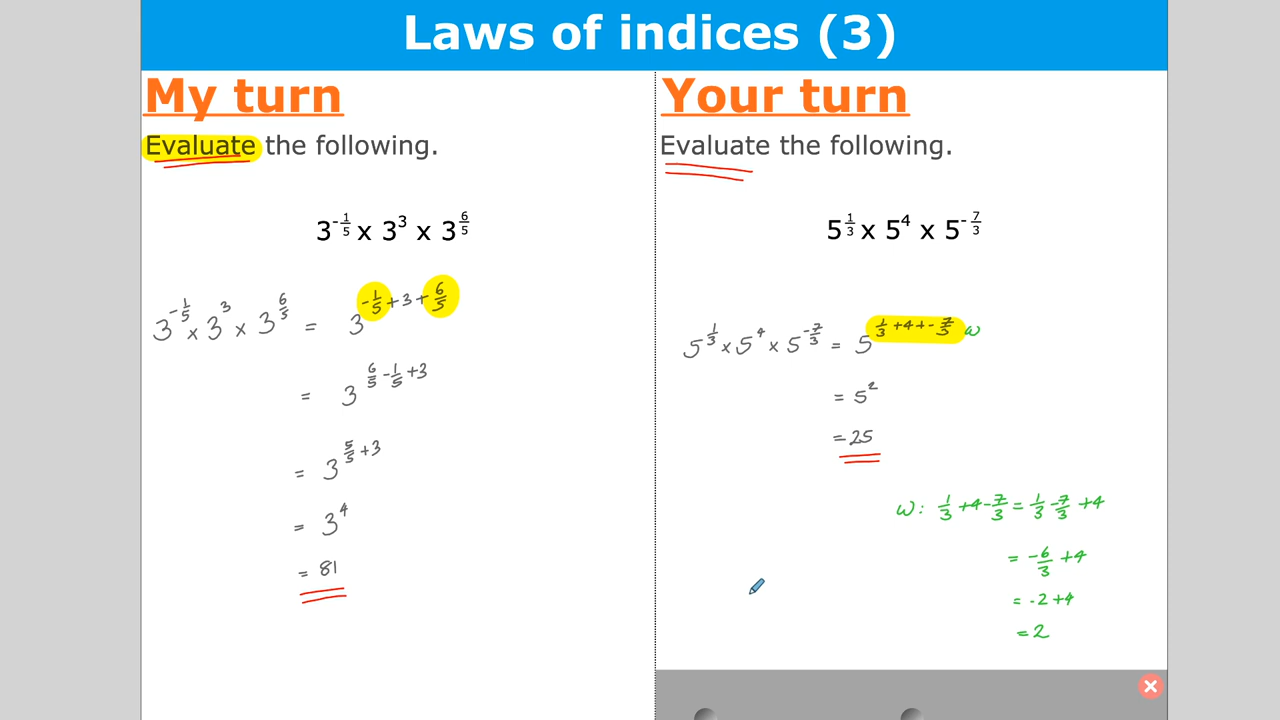 Laws of indices (3)
My turn
Evaluate the following.
3^{-1/5} x 3^3 x 3^{6/5}
3^{-1/5} × 3^3 × 3^{6/5} = 3^{-1/5+3+6/5}
= 3^{6/5-1/5+3}
= 3^{5/5+3}
= 3^4
= 81
Your turn
Evaluate the following.
5^{1/3} x 5^4 x 5^{-7/3}
5^{1/3} × 5^4 × 5^{-7/3} = 5^{1/3+4+-7/3} ω
= 5^2
= 25
ω: 1/3 +4-7/3 = 1/3 -7/3 +4
= -6/3 +4
= -2+4
= 2